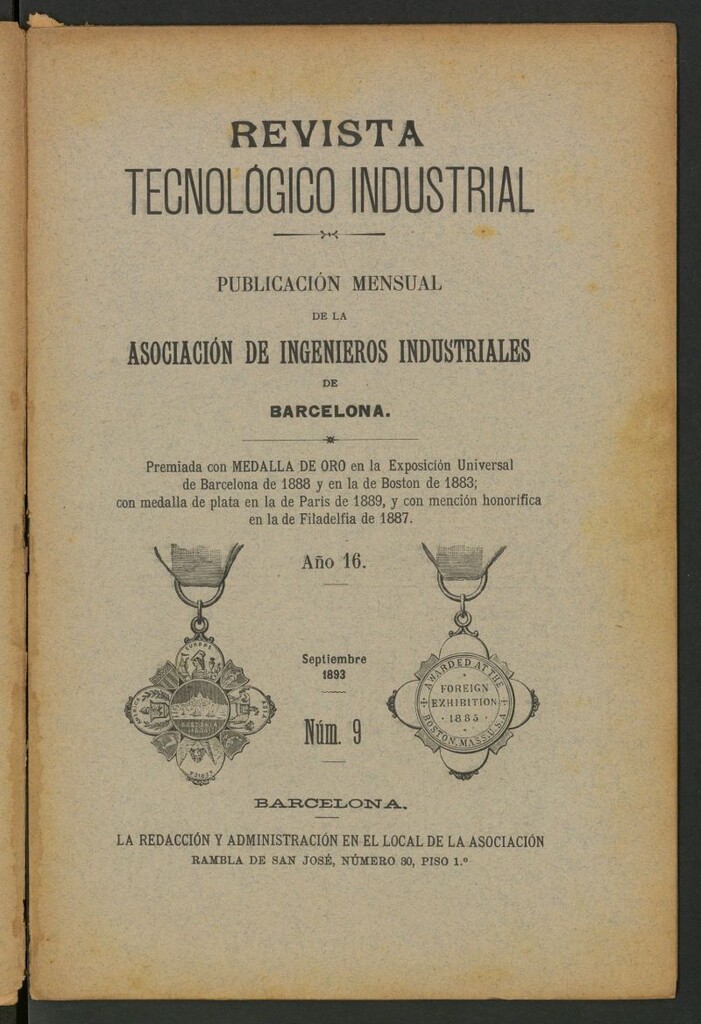 REVISTA
TECNOLÓGICO INDUSTRIAL
PUBLICACIÓN MENSUAL
DE LA
ASOCIACIÓN DE INGENIEROS INDUSTRIALES
DE
BARCELONA.
Premiada con MEDALLA DE ORO en la Exposición Universal
de Barcelona de 1888 y en la de Boston de 1883;
con medalla de plata en la de Paris de 1889, y con mención honorífica
en la de Filadelfia de 1887.
Año 16.
EUROPE
AMERICA
ASIA
AFRICA
Septiembre
1893
Núm. 9
AWARDED AT THE
FOREIGN
EXHIBITION
· 1883 ·
BOSTON, MASS. U.S.A.
BARCELONA.
LA REDACCIÓN Y ADMINISTRACIÓN EN EL LOCAL DE LA ASOCIACIÓN
RAMBLA DE SAN JOSÉ, NÚMERO 30, PISO 1.º